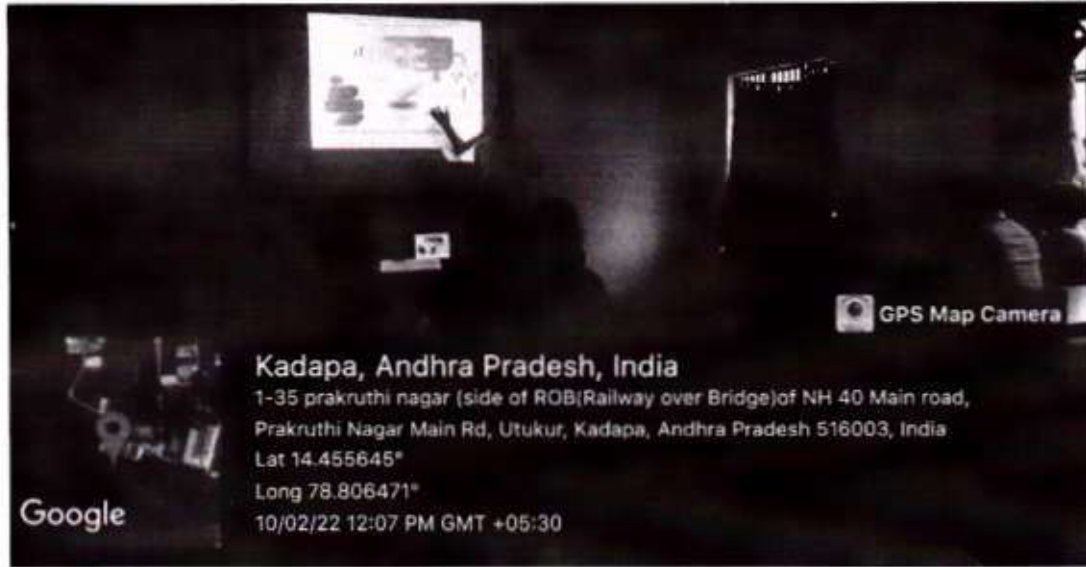 GPS Map Camera
Kadapa, Andhra Pradesh, India
1-35 prakruthi nagar (side of ROB(Railway over Bridge)of NH 40 Main road,
Prakruthi Nagar Main Rd, Utukur, Kadapa, Andhra Pradesh 516003, India
Lat 14.455645°
Long 78.806471°
10/02/22 12:07 PM GMT +05:30
Google